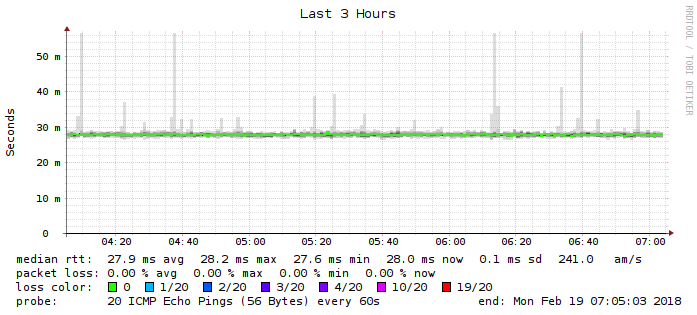 Last 3 Hours
RRDTOOL / TOBI OETIKER
Seconds
50 m
40 m
30 m
20 m
10 m
0
04:20 04:40 05:00 05:20 05:40 06:00 06:20 06:40 07:00
median rtt: 27.9 ms avg 28.2 ms max 27.6 ms min 28.0 ms now 0.1 ms sd 241.0 am/s
packet loss: 0.00 % avg 0.00 % max 0.00 % min 0.00 % now
loss color: 0 1/20 2/20 3/20 4/20 10/20 19/20
probe: 20 ICMP Echo Pings (56 Bytes) every 60s end: Mon Feb 19 07:05:03 2018